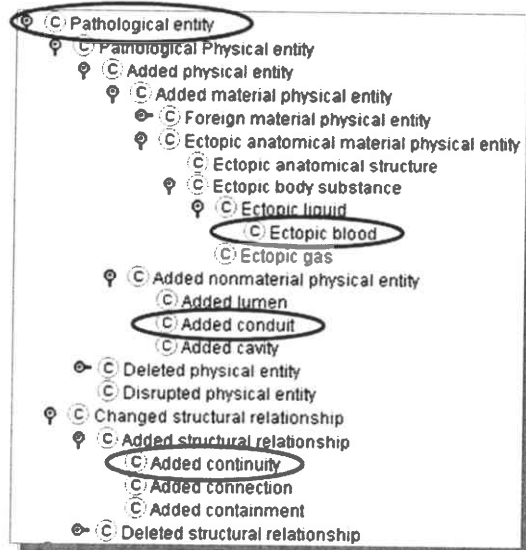 Pathological entity
Pathological Physical entity
Added physical entity
Added material physical entity
Foreign material physical entity
Ectopic anatomical material physical entity
Ectopic anatomical structure
Ectopic body substance
Ectopic liquid
Ectopic blood
Ectopic gas
Added nonmaterial physical entity
Added lumen
Added conduit
Added cavity
Deleted physical entity
Disrupted physical entity
Changed structural relationship
Added structural relationship
Added continuity
Added connection
Added containment
Deleted structural relationship